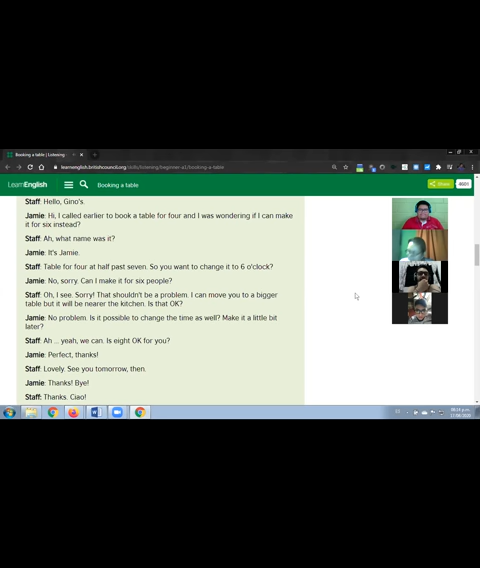 Booking a table | Listening -
learnenglish.britishcouncil.org/skills/listening/beginner-a1/booking-a-table
LearnEnglish
Booking a table
Share
Staff: Hello, Gino's.
Jamie: Hi, I called earlier to book a table for four and I was wondering if I can make
it for six instead?
Staff: Ah, what name was it?
Jamie: It's Jamie.
Staff: Table for four at half past seven. So you want to change it to 6 o'clock?
Jamie: No, sorry. Can I make it for six people?
Staff: Oh, I see. Sorry! That shouldn't be a problem. I can move you to a bigger
table but it will be nearer the kitchen. Is that OK?
Jamie: No problem. Is it possible to change the time as well? Make it a little bit
later?
Staff: Ah ... yeah, we can. Is eight OK for you?
Jamie: Perfect, thanks!
Staff: Lovely. See you tomorrow, then.
Jamie: Thanks! Bye!
Staff: Thanks. Ciao!